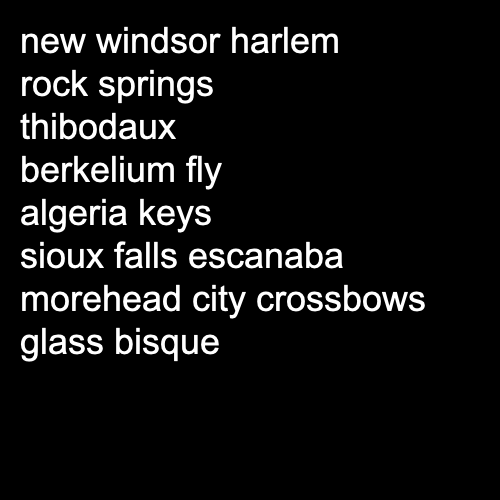 new windsor harlem
rock springs
thibodaux
berkelium fly
algeria keys
sioux falls escanaba
morehead city crossbows
glass bisque